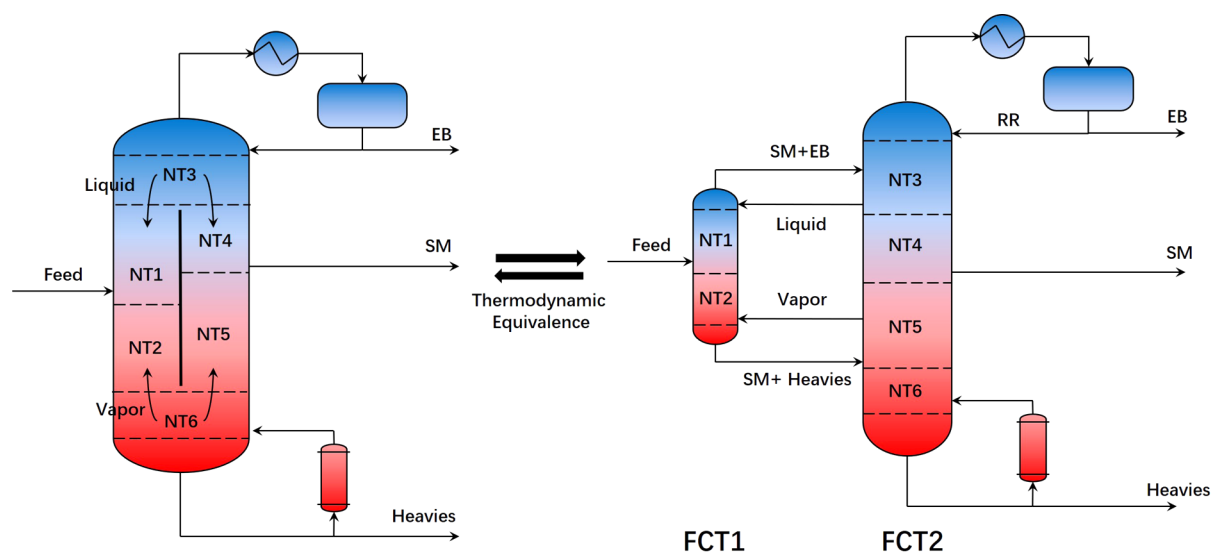 EB
Liquid
NT3
NT4
SM
Feed
NT1
NT2
NT5
Vapor
NT6
Heavies
Thermodynamic
Equivalence
RR
EB
SM+EB
NT3
Liquid
Feed
NT1
NT4
SM
NT2
Vapor
NT5
SM+ Heavies
NT6
Heavies
FCT1
FCT2